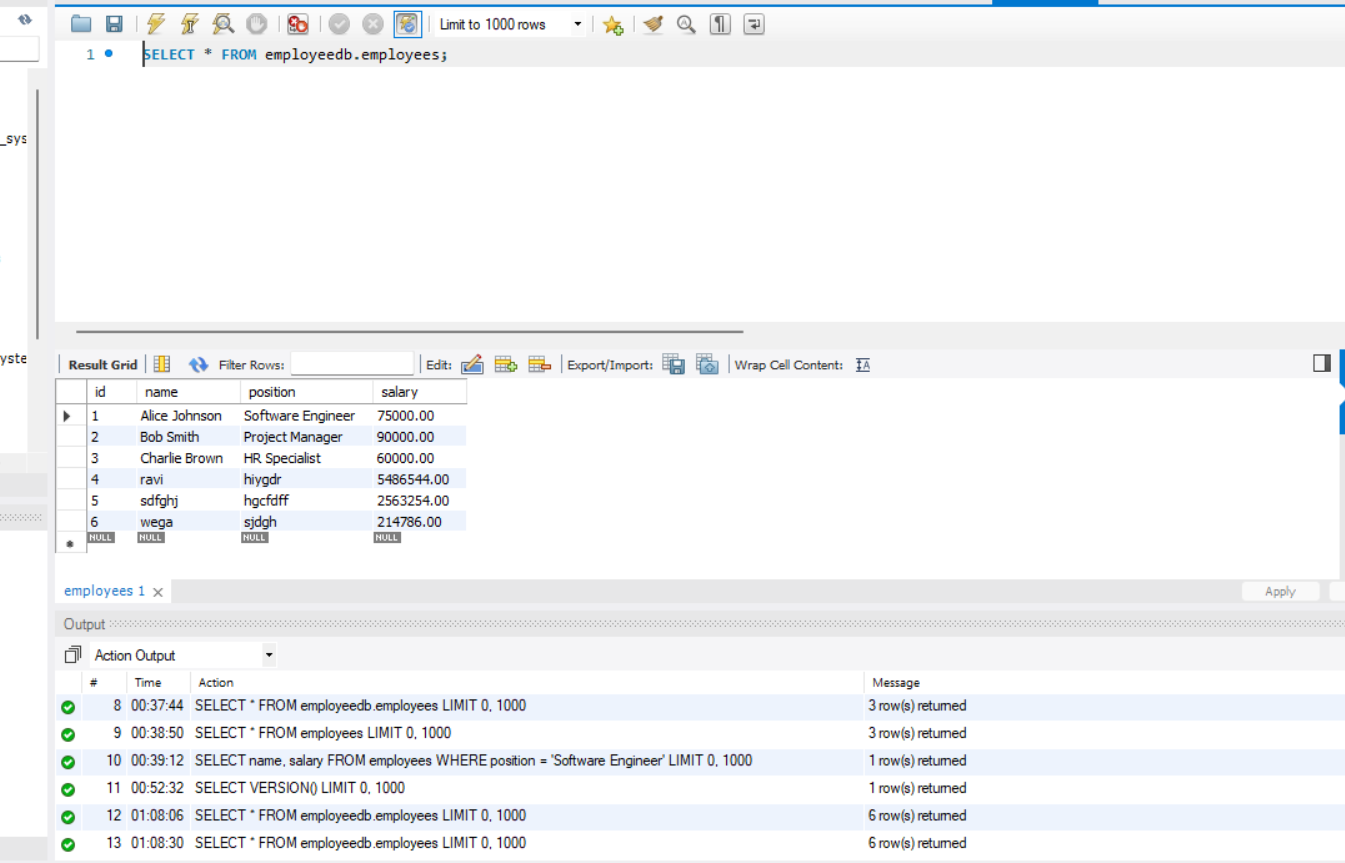 Limit to 1000 rows
1 SELECT * FROM employeedb.employees;
_sys
yste
Result Grid Filter Rows: Edit: Export/Import: Wrap Cell Content: IA
id name position salary
1 Alice Johnson Software Engineer 75000.00
2 Bob Smith Project Manager 90000.00
3 Charlie Brown HR Specialist 60000.00
4 ravi hiygdr 5486544.00
5 sdfghj hgcfdff 2563254.00
6 wega sjdgh 214786.00
NULL NULL NULL NULL
employees 1
Apply
Output
Action Output
# Time Action Message
8 00:37:44 SELECT * FROM employeedb.employees LIMIT 0, 1000 3 row(s) returned
9 00:38:50 SELECT * FROM employees LIMIT 0, 1000 3 row(s) returned
10 00:39:12 SELECT name, salary FROM employees WHERE position = 'Software Engineer' LIMIT 0, 1000 1 row(s) returned
11 00:52:32 SELECT VERSION() LIMIT 0, 1000 1 row(s) returned
12 01:08:06 SELECT * FROM employeedb.employees LIMIT 0, 1000 6 row(s) returned
13 01:08:30 SELECT * FROM employeedb.employees LIMIT 0, 1000 6 row(s) returned